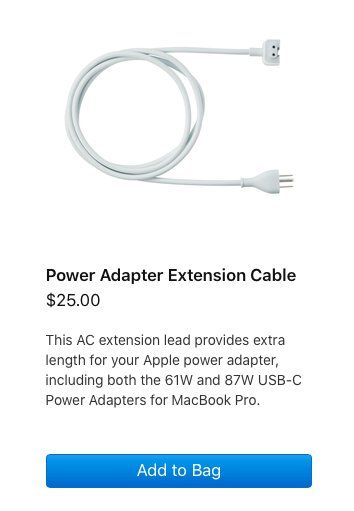 Power Adapter Extension Cable
$25.00
This AC extension lead provides extra
length for your Apple power adapter,
including both the 61W and 87W USB-C
Power Adapters for MacBook Pro.
Add to Bag